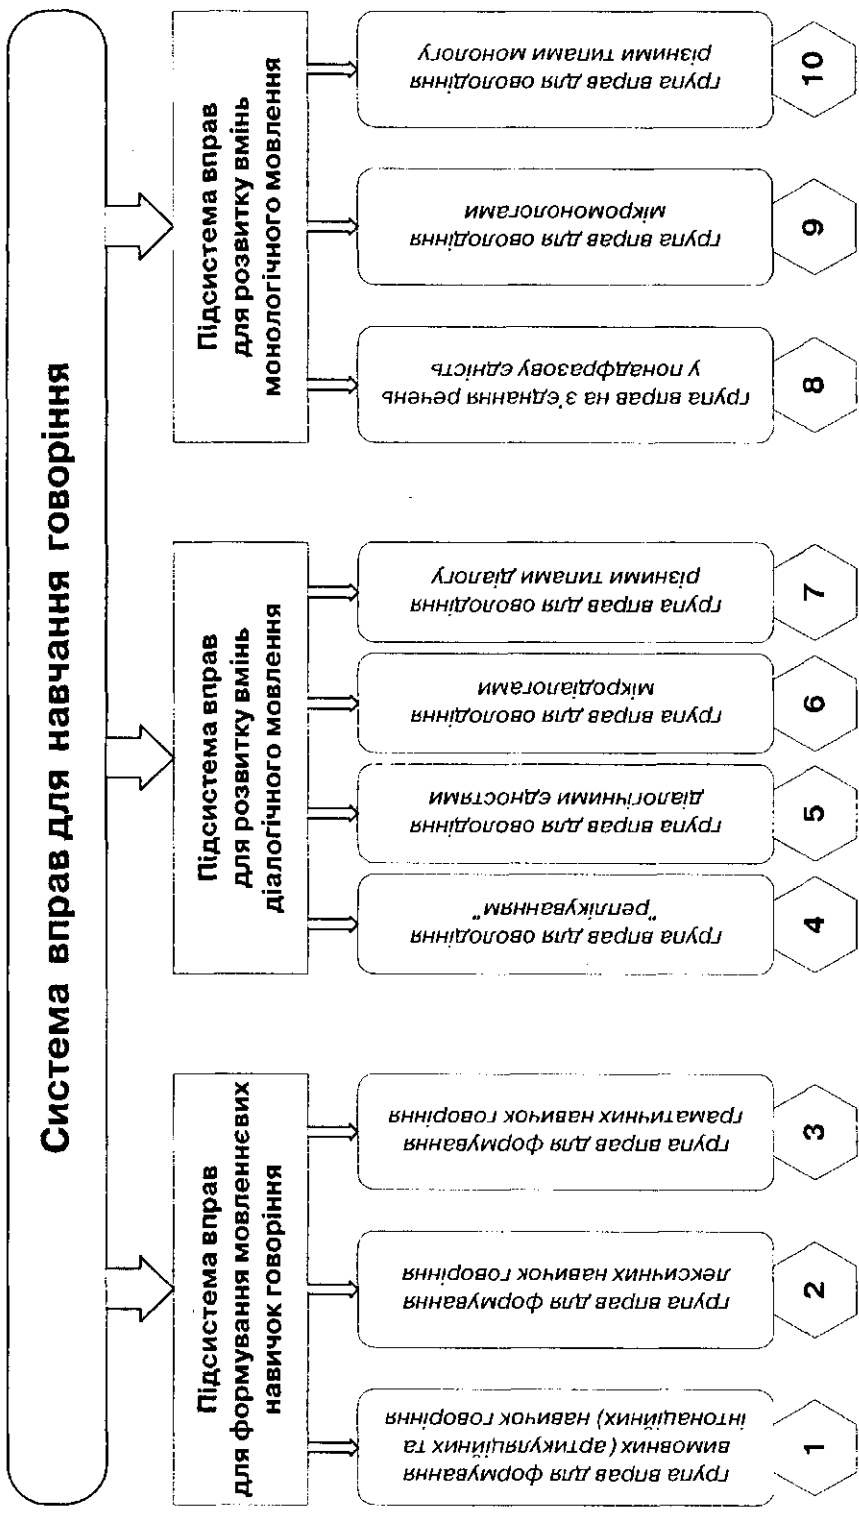 Система вправ для навчання говоріння
Підсистема вправ
для формування мовленнєвих
навичок говоріння
група вправ для формування
вимовних (артикуляційних та
інтонаційних) навичок говоріння
1
група вправ для формування
лексичних навичок говоріння
2
група вправ для формування
граматичних навичок говоріння
3
Підсистема вправ
для розвитку вмінь
діалогічного мовлення
група вправ для оволодіння
"реплікуванням"
4
група вправ для оволодіння
діалогічними єдностями
5
група вправ для оволодіння
мікродіалогами
6
група вправ для оволодіння
різними типами діалогу
7
Підсистема вправ
для розвитку вмінь
монологічного мовлення
група вправ на з'єднання речень
у понадфразову єдність
8
група вправ для оволодіння
мікромонологами
9
група вправ для оволодіння
різними типами монологу
10